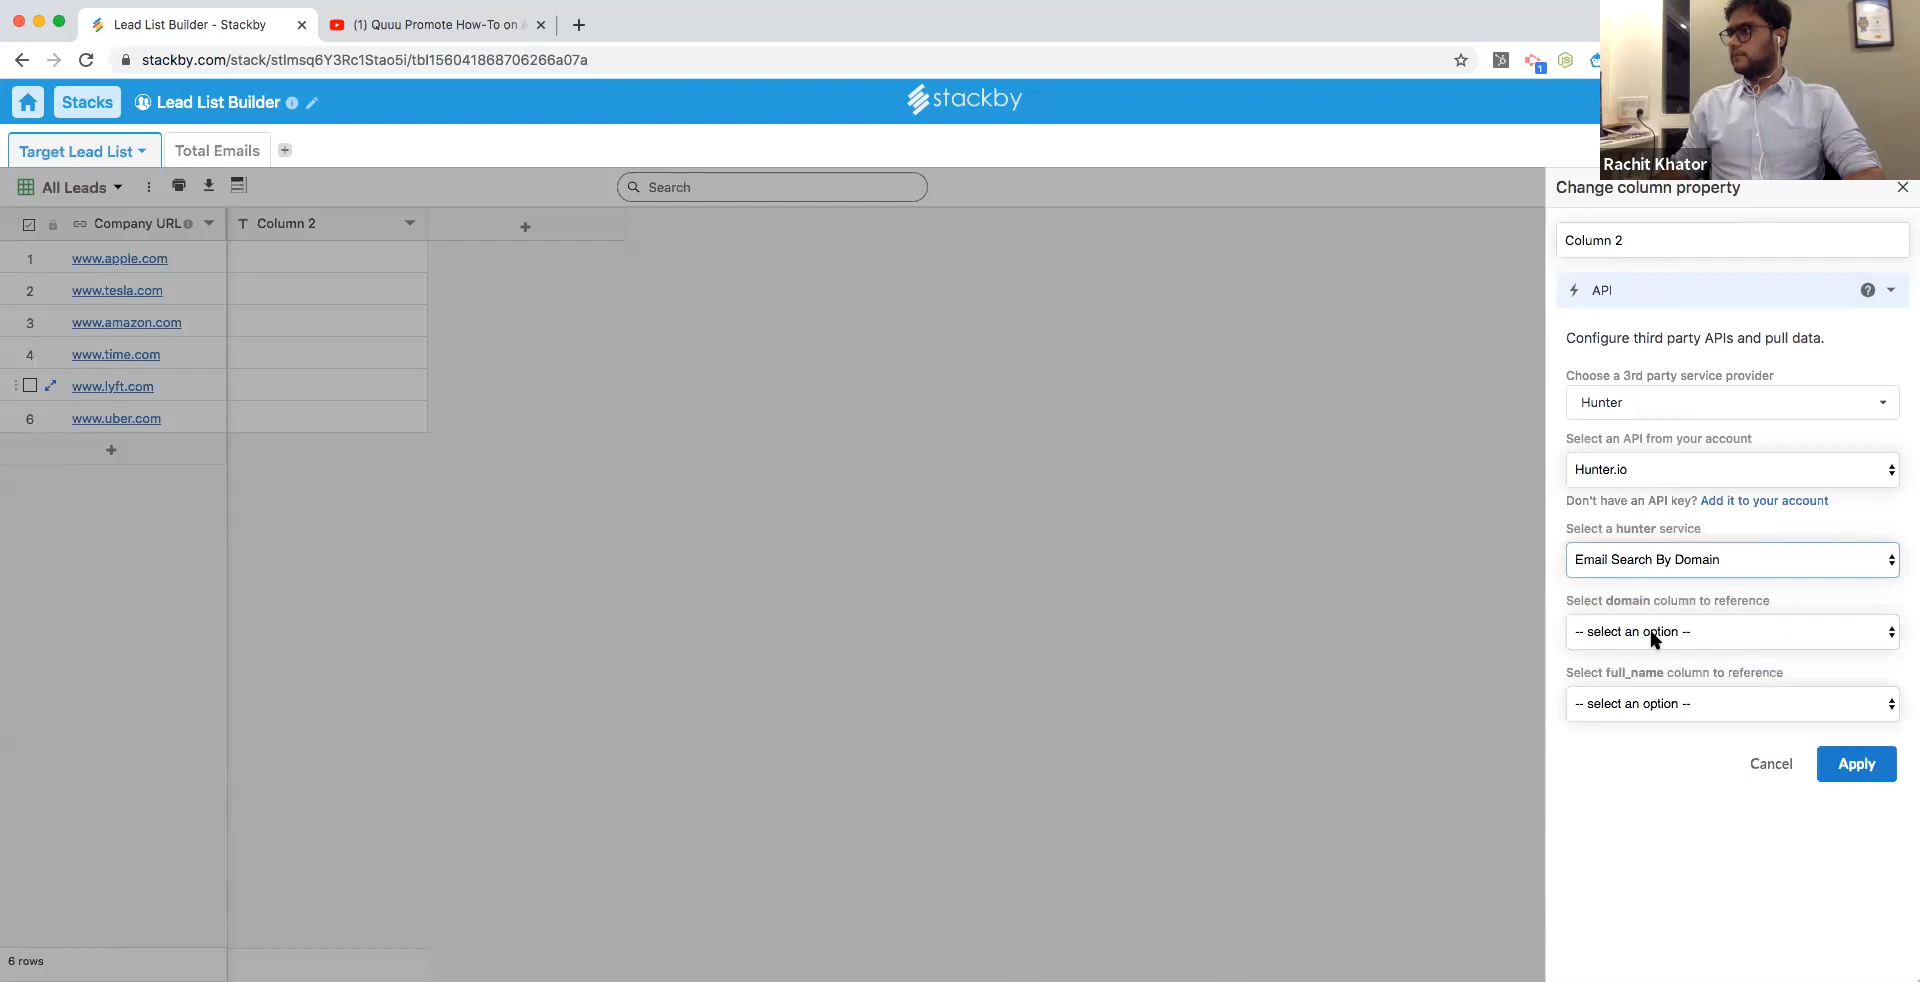 Lead List Builder - Stackby
(1) Quuu Promote How-To on
stackby.com/stack/stlmsq6Y3Rc1Stao5i/tbl156041868706266a07a
1
Stacks
Lead List Builder
stackby
Rachit Khator
Target Lead List
Total Emails
All Leads
Search
Company URL
Column 2
1 www.apple.com
2 www.tesla.com
3 www.amazon.com
4 www.time.com
www.lyft.com
6 www.uber.com
6 rows
Change column property
Column 2
API
Configure third party APIs and pull data.
Choose a 3rd party service provider
Hunter
Select an API from your account
Hunter.io
Don't have an API key? Add it to your account
Select a hunter service
Email Search By Domain
Select domain column to reference
-- select an option --
Select full_name column to reference
-- select an option --
Cancel
Apply